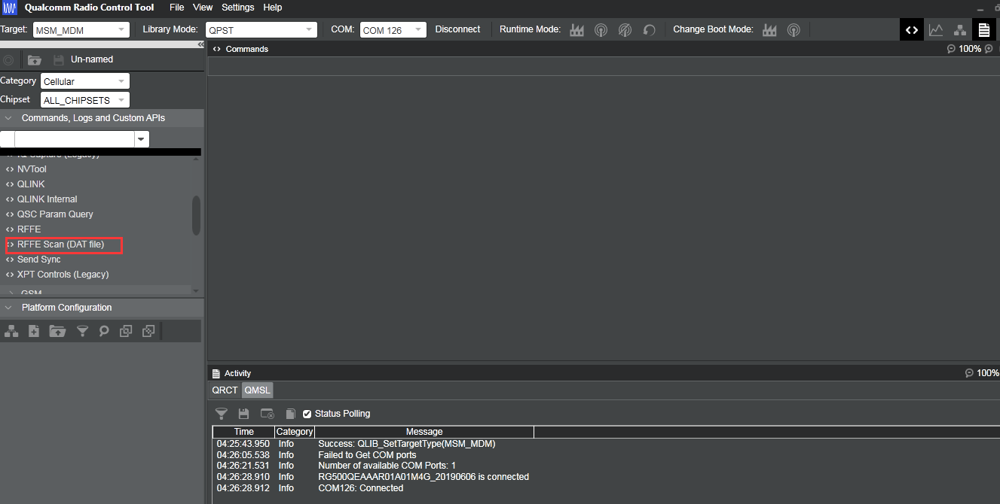 Qualcomm Radio Control Tool File View Settings Help
Target: MSM_MDM Library Mode: QPST COM: COM 126 Disconnect Runtime Mode: Change Boot Mode:
Un-named
<> Commands 100%
Category Cellular
Chipset ALL_CHIPSETS
Commands, Logs and Custom APIs
IQ Capture (Legacy)
<> NVTool
<> QLINK
<> QLINK Internal
<> QSC Param Query
<> RFFE
<> RFFE Scan (DAT file)
<> Send Sync
<> XPT Controls (Legacy)
GSM
Platform Configuration
Activity 100%
QRCT QMSL
Status Polling
Time Category Message
04:25:43.950 Info Success: QLIB_SetTargetType(MSM_MDM)
04:26:05.538 Info Failed to Get COM ports
04:26:21.531 Info Number of available COM Ports: 1
04:26:28.910 Info RG500QEAAAR01A01M4G_20190606 is connected
04:26:28.912 Info COM126: Connected